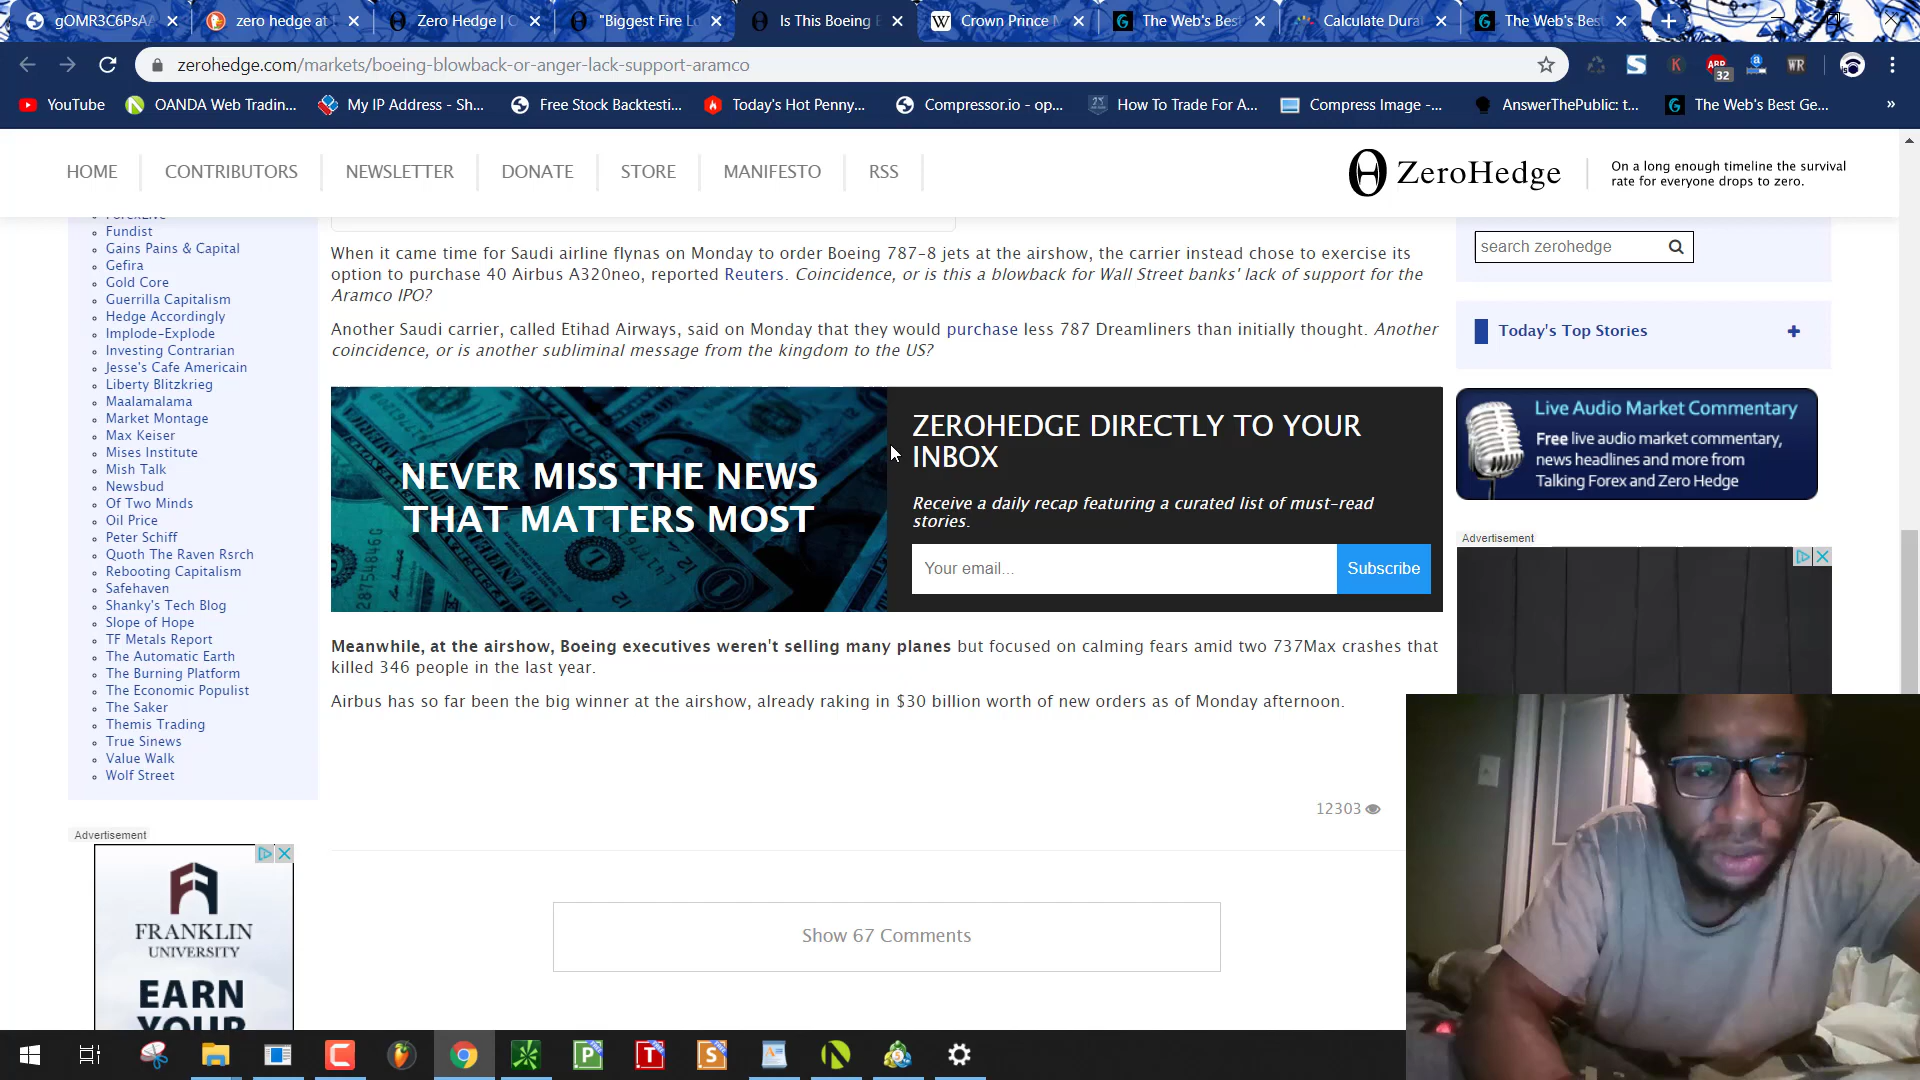 gOMR3C6PsAA
zero hedge at
Zero Hedge | O
"Biggest Fire Lo
Is This Boeing B
Crown Prince M
The Web's Best
Calculate Durat
The Web's Best
zerohedge.com/markets/boeing-blowback-or-anger-lack-support-aramco
ABP
32
WR
YouTube
OANDA Web Tradin...
My IP Address - Sh...
Free Stock Backtesti...
Today's Hot Penny...
Compressor.io - op...
How To Trade For A...
Compress Image -...
AnswerThePublic: t...
The Web's Best Ge...
»
HOME
CONTRIBUTORS
NEWSLETTER
DONATE
STORE
MANIFESTO
RSS
ZeroHedge
On a long enough timeline the survival
rate for everyone drops to zero.
ForexLive
Fundist
Gains Pains & Capital
Gefira
Gold Core
Guerrilla Capitalism
Hedge Accordingly
Implode-Explode
Investing Contrarian
Jesse's Cafe Americain
Liberty Blitzkrieg
Maalamalama
Market Montage
Max Keiser
Mises Institute
Mish Talk
Newsbud
Of Two Minds
Oil Price
Peter Schiff
Quoth The Raven Rsrch
Rebooting Capitalism
Safehaven
Shanky's Tech Blog
Slope of Hope
TF Metals Report
The Automatic Earth
The Burning Platform
The Economic Populist
The Saker
Themis Trading
True Sinews
Value Walk
Wolf Street
Advertisement
FRANKLIN
UNIVERSITY
EARN
YOUR
When it came time for Saudi airline flynas on Monday to order Boeing 787-8 jets at the airshow, the carrier instead chose to exercise its
option to purchase 40 Airbus A320neo, reported Reuters. Coincidence, or is this a blowback for Wall Street banks' lack of support for the
Aramco IPO?
Another Saudi carrier, called Etihad Airways, said on Monday that they would purchase less 787 Dreamliners than initially thought. Another
coincidence, or is another subliminal message from the kingdom to the US?
NEVER MISS THE NEWS
THAT MATTERS MOST
28754846G
ZEROHEDGE DIRECTLY TO YOUR
INBOX
Receive a daily recap featuring a curated list of must-read
stories.
Your email...
Subscribe
Meanwhile, at the airshow, Boeing executives weren't selling many planes but focused on calming fears amid two 737Max crashes that
killed 346 people in the last year.
Airbus has so far been the big winner at the airshow, already raking in $30 billion worth of new orders as of Monday afternoon.
12303
Show 67 Comments
search zerohedge
Today's Top Stories
+
Live Audio Market Commentary
Free live audio market commentary,
news headlines and more from
Talking Forex and Zero Hedge
Advertisement